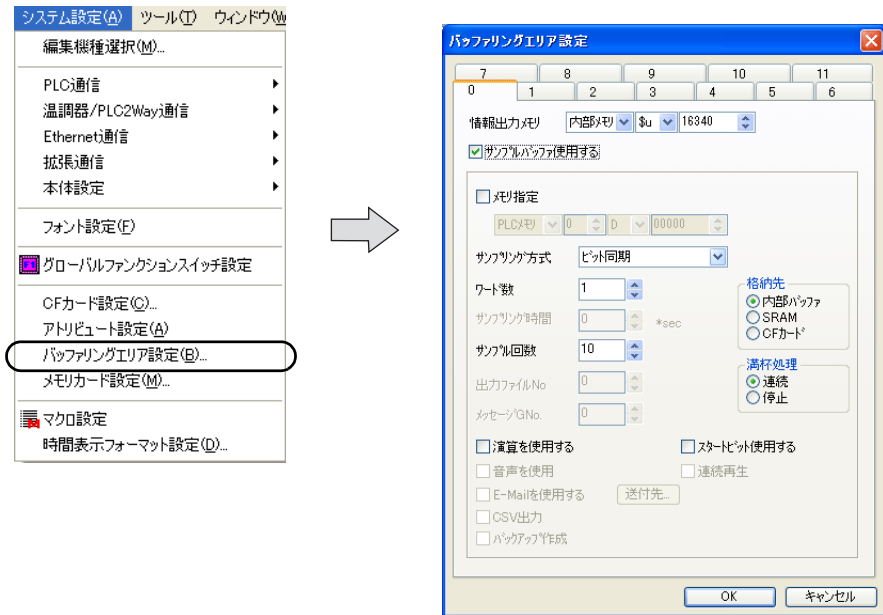 システム設定(A) ツール(T) ウィンドウ(W
編集機種選択(M)...
PLC通信
温調器/PLC2Way通信
Ethernet通信
拡張通信
本体設定
フォント設定(F)
グローバルファンクションスイッチ設定
CFカード設定(C)...
アトリビュート設定(A)
バッファリングエリア設定(B)...
メモリカード設定(M)...
マクロ設定
時間表示フォーマット設定(D)...
バッファリングエリア設定
7 8 9 10 11
0 1 2 3 4 5 6
情報出力メモリ 内部メモリ $u 16340
サンプルバッファ使用する
メモリ指定
PLCメモリ 0 D 00000
サンプリング方式 ビット同期
ワード数 1
サンプリング時間 0 *sec
サンプル回数 10
出力ファイルNo 0
メッセージGNo. 0
格納先
内部バッファ
SRAM
CFカード
満杯処理
連続
停止
演算を使用する スタートビット使用する
音声を使用 連続再生
E-Mailを使用する 送付先...
CSV出力
バックアップ作成
OK キャンセル